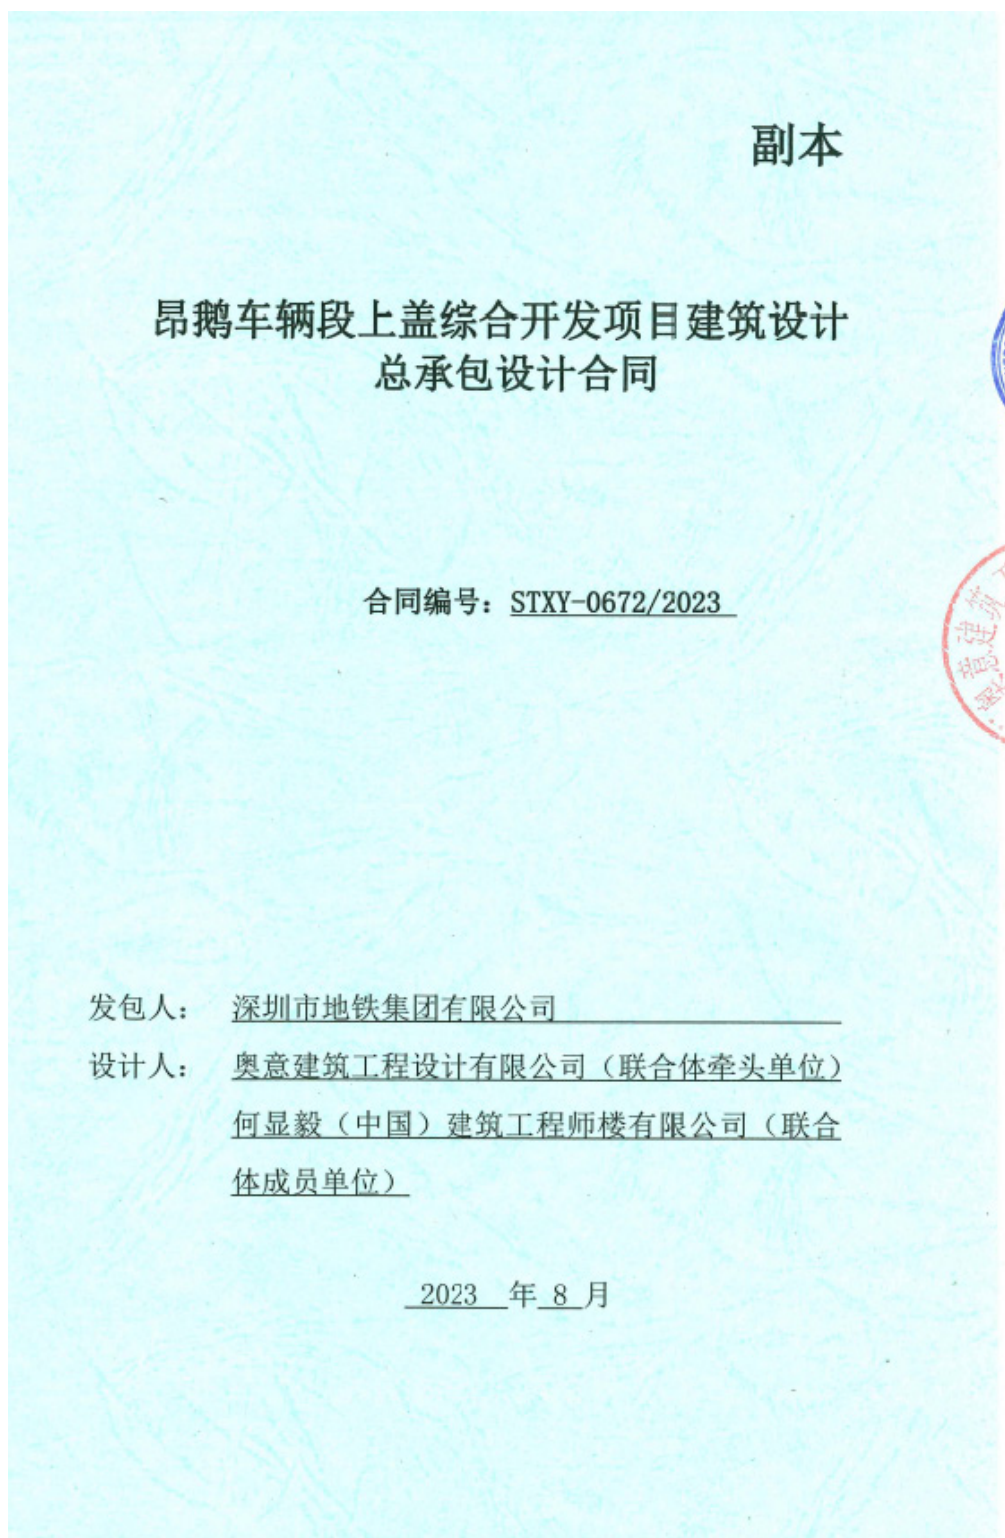 副本
昂鹅车辆段上盖综合开发项目建筑设计
总承包设计合同
合同编号：STXY-0672/2023
发包人：深圳市地铁集团有限公司
设计人：奥意建筑工程设计有限公司（联合体牵头单位）
何显毅（中国）建筑工程师楼有限公司（联合
体成员单位）
2023 年 8 月
奥意建筑